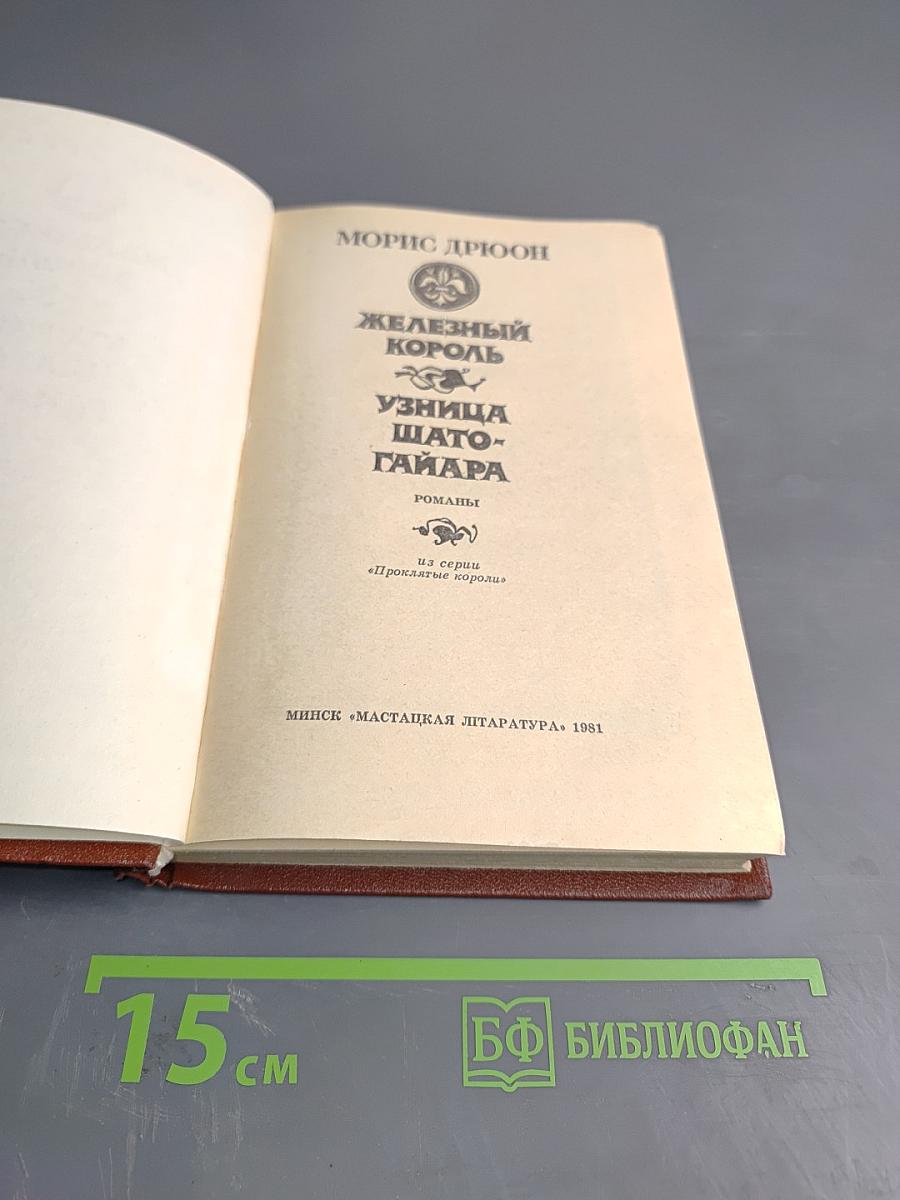 МОРИС ДРЮОН
ЖЕЛЕЗНЫЙ
КОРОЛЬ
УЗНИЦА
ШАТО-
ГАЙАРА
РОМАНЫ
из серии
«Проклятые короли»
МИНСК «МАСТАЦКАЯ ЛІТАРАТУРА» 1981
15 см
БФ БИБЛИОФАН